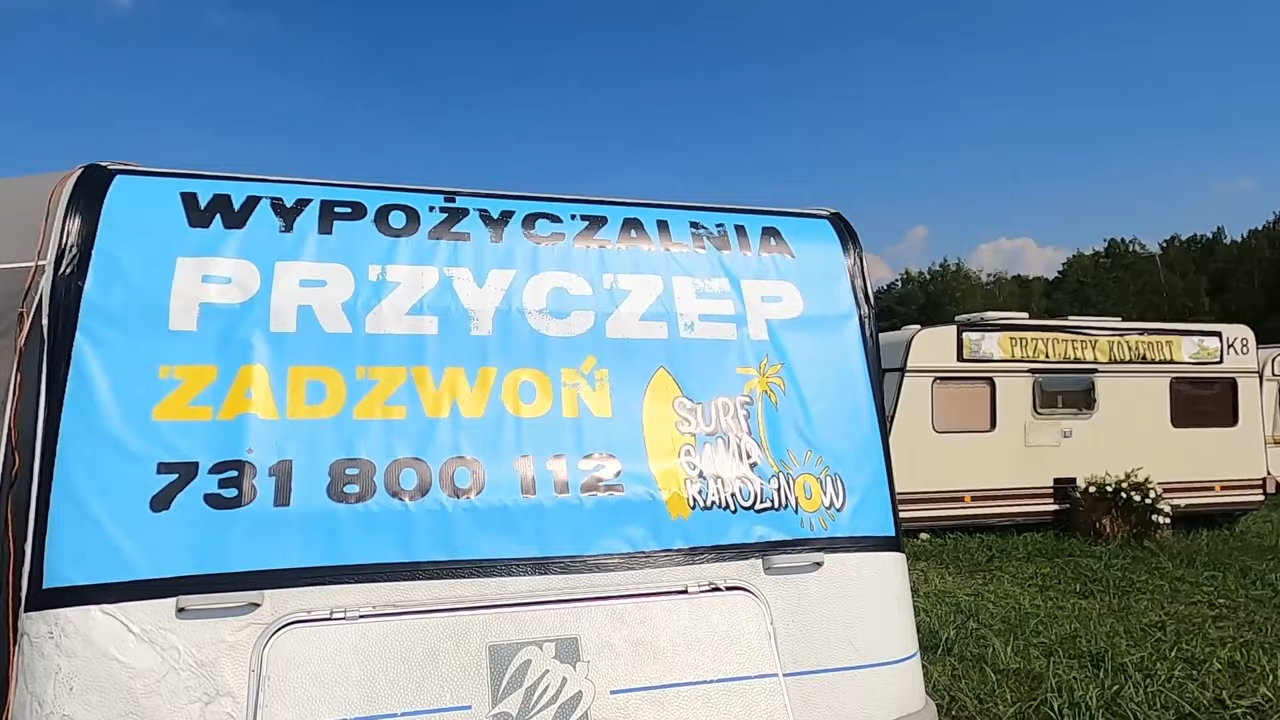 WYPOŻYCZALNIA
PRZYCZEP
ZADZWOŃ
731 800 112
SURF
CAMP
KAROLINÓW
PRZYCZEPY KOMFORT
K8